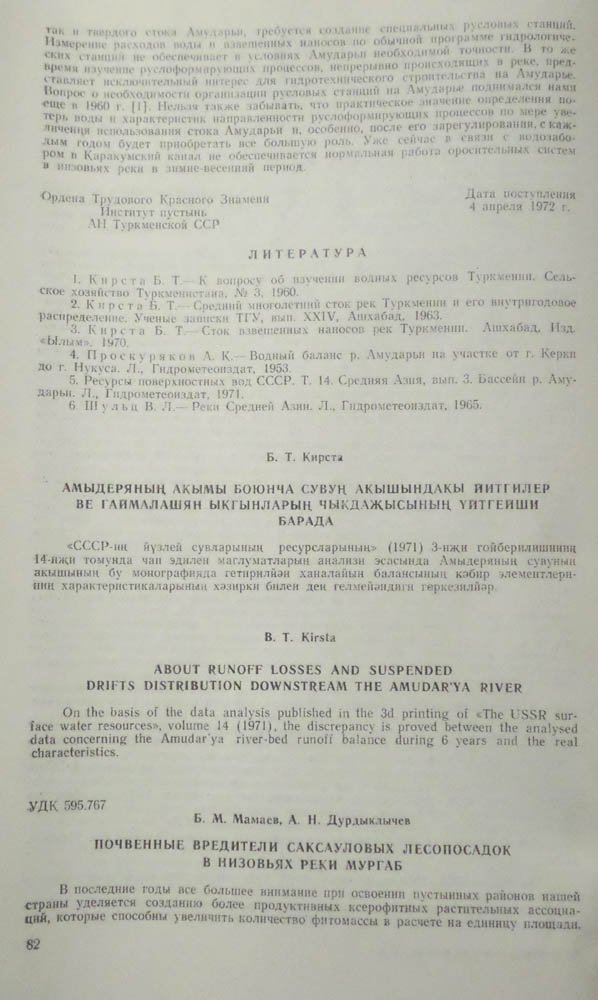 так и твердого стока Амударьи, требуется создание специальных русловых станций.
Измерение расходов воды и взвешенных наносов по обычной программе гидрологиче-
ских станций не обеспечивает в условиях Амударьи необходимой точности. В то же
время изучение руслоформирующих процессов, непрерывно происходящих в реке, пред-
ставляет исключительный интерес для гидротехнического строительства на Амударье.
Вопрос о необходимости организации русловых станций на Амударье поднимался нами
еще в 1960 г. [1]. Нельзя также забывать, что практическое значение определения по-
терь воды и характеристик направленности руслоформирующих процессов по мере уве-
личения использования стока Амударьи и, особенно, после его зарегулирования, с каж-
дым годом будет приобретать все большую роль. Уже сейчас в связи с водозабо-
ром в Каракумский канал не обеспечивается нормальная работа оросительных систем
в низовьях реки в зимне-весенний период.
Ордена Трудового Красного Знамени
Институт пустынь
АН Туркменской ССР
Дата поступления
4 апреля 1972 г.
ЛИТЕРАТУРА
1. Кирста Б. Т.— К вопросу об изучении водных ресурсов Туркмении. Сель-
ское хозяйство Туркменистана, № 3, 1960.
2. Кирста Б. Т.— Средний многолетний сток рек Туркмении и его внутригодовое
распределение. Ученые записки ТГУ, вып. XXIV, Ашхабад, 1963.
3. Кирста Б. Т.— Сток взвешенных наносов рек Туркмении. Ашхабад, Изд.
«Ылым», 1970.
4. Проскуряков А. К.— Водный баланс р. Амударьи на участке от г. Керки
до г. Нукуса. Л., Гидрометеоиздат, 1953.
5. Ресурсы поверхностных вод СССР. Т. 14. Средняя Азия, вып. 3. Бассейн р. Аму-
дарьи. Л., Гидрометеоиздат, 1971.
6. Шульц В. Л.— Реки Средней Азии. Л., Гидрометеоиздат, 1965.
Б. Т. Кирста
АМЫДЕРЯНЫҢ АКЫМЫ БОЮНЧА СУВУҢ АКЫШЫНДАКЫ ЙИТГИЛЕР
ВЕ ГАЙМАЛАШЯН ЫКГЫНЛАРЫҢ ЧЫКДАҖЫСЫНЫҢ ҮЙТГЕЙШИ
БАРАДА
«СССР-иң йүзлей сувларының ресурсларының» (1971) 3-нҗи гойберилишиниң
14-нҗи томунда чап эдилен маглуматларың анализи эсасында Амыдеряның сувуның
акышының бу монографияда гетирилйән ханалайын балансының кәбир элементлери-
ниң характеристикаларының хәзирки билен дең гелмейәндиги гөркезилйәр.
B. T. Kirsta
ABOUT RUNOFF LOSSES AND SUSPENDED
DRIFTS DISTRIBUTION DOWNSTREAM THE AMUDAR'YA RIVER
On the basis of the data analysis published in the 3d printing of «The USSR sur-
face water resources», volume 14 (1971), the discrepancy is proved between the analysed
data concerning the Amudar'ya river-bed runoff balance during 6 years and the real
characteristics.
УДК 595.767
Б. М. Мамаев, А. Н. Дурдыклычев
ПОЧВЕННЫЕ ВРЕДИТЕЛИ САКСАУЛОВЫХ ЛЕСОПОСАДОК
В НИЗОВЬЯХ РЕКИ МУРГАБ
В последние годы все большее внимание при освоении пустынных районов нашей
страны уделяется созданию более продуктивных ксерофитных растительных ассоциа-
ций, которые способны увеличить количество фитомассы в расчете на единицу площади.
82